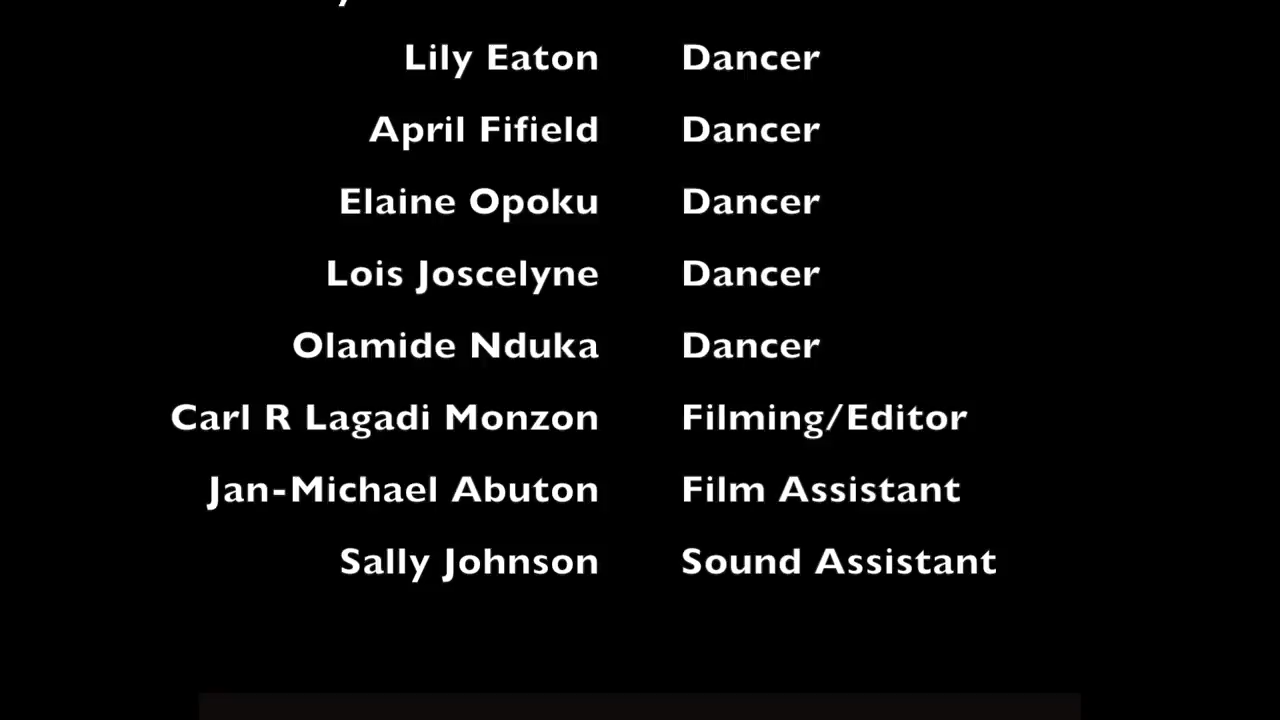 Lily Eaton Dancer
April Fifield Dancer
Elaine Opoku Dancer
Lois Joscelyne Dancer
Olamide Nduka Dancer
Carl R Lagadi Monzon Filming/Editor
Jan-Michael Abuton Film Assistant
Sally Johnson Sound Assistant